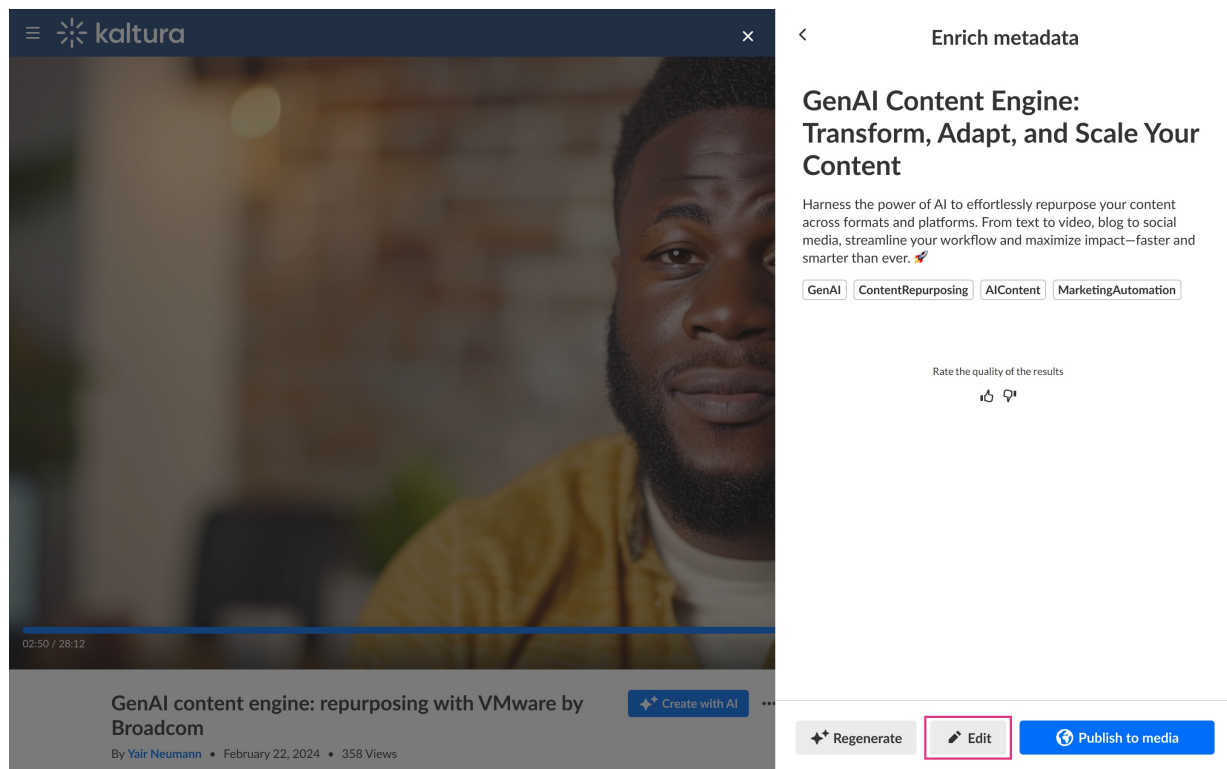 kaltura
02:50 / 28:12
GenAI content engine: repurposing with VMware by
Broadcom
Create with AI
By Yair Neumann • February 22, 2024 • 358 Views
Enrich metadata
GenAI Content Engine:
Transform, Adapt, and Scale Your
Content
Harness the power of AI to effortlessly repurpose your content
across formats and platforms. From text to video, blog to social
media, streamline your workflow and maximize impact—faster and
smarter than ever. 🚀
GenAI ContentRepurposing AIContent MarketingAutomation
Rate the quality of the results
Regenerate Edit Publish to media